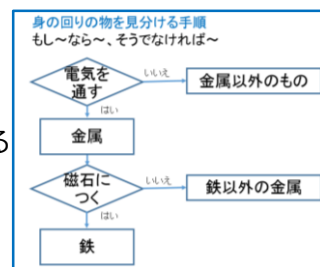 身の回りの物を見分ける手順
もし～なら～、そうでなければ～
電気を
通す
いいえ
金属以外のもの
はい
る
金属
磁石に
つく
いいえ
鉄以外の金属
はい
鉄